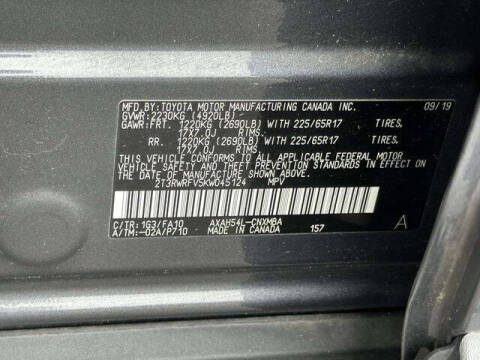 MFD.BY:TOYOTA MOTOR MANUFACTURING CANADA INC. 09/19
GVWR:2230KG (4920LB)
GAWR:FRT. 1220KG (2690LB) WITH 225/65R17 TIRES,
17X7.0J RIMS.
RR. 1220KG (2690LB) WITH 225/65R17 TIRES,
17X7.0J RIMS.
THIS VEHICLE CONFORMS TO ALL APPLICABLE FEDERAL MOTOR
VEHICLE SAFETY, BUMPER, AND THEFT PREVENTION STANDARDS IN EFFECT
ON THE DATE OF MANUFACTURE SHOWN ABOVE.
2T3RWRFV5KW045124 MPV
C/TR:1G3/FA10 AXAH54L-CNXMBA
A/TM:-02A/P710 MADE IN CANADA 157 A